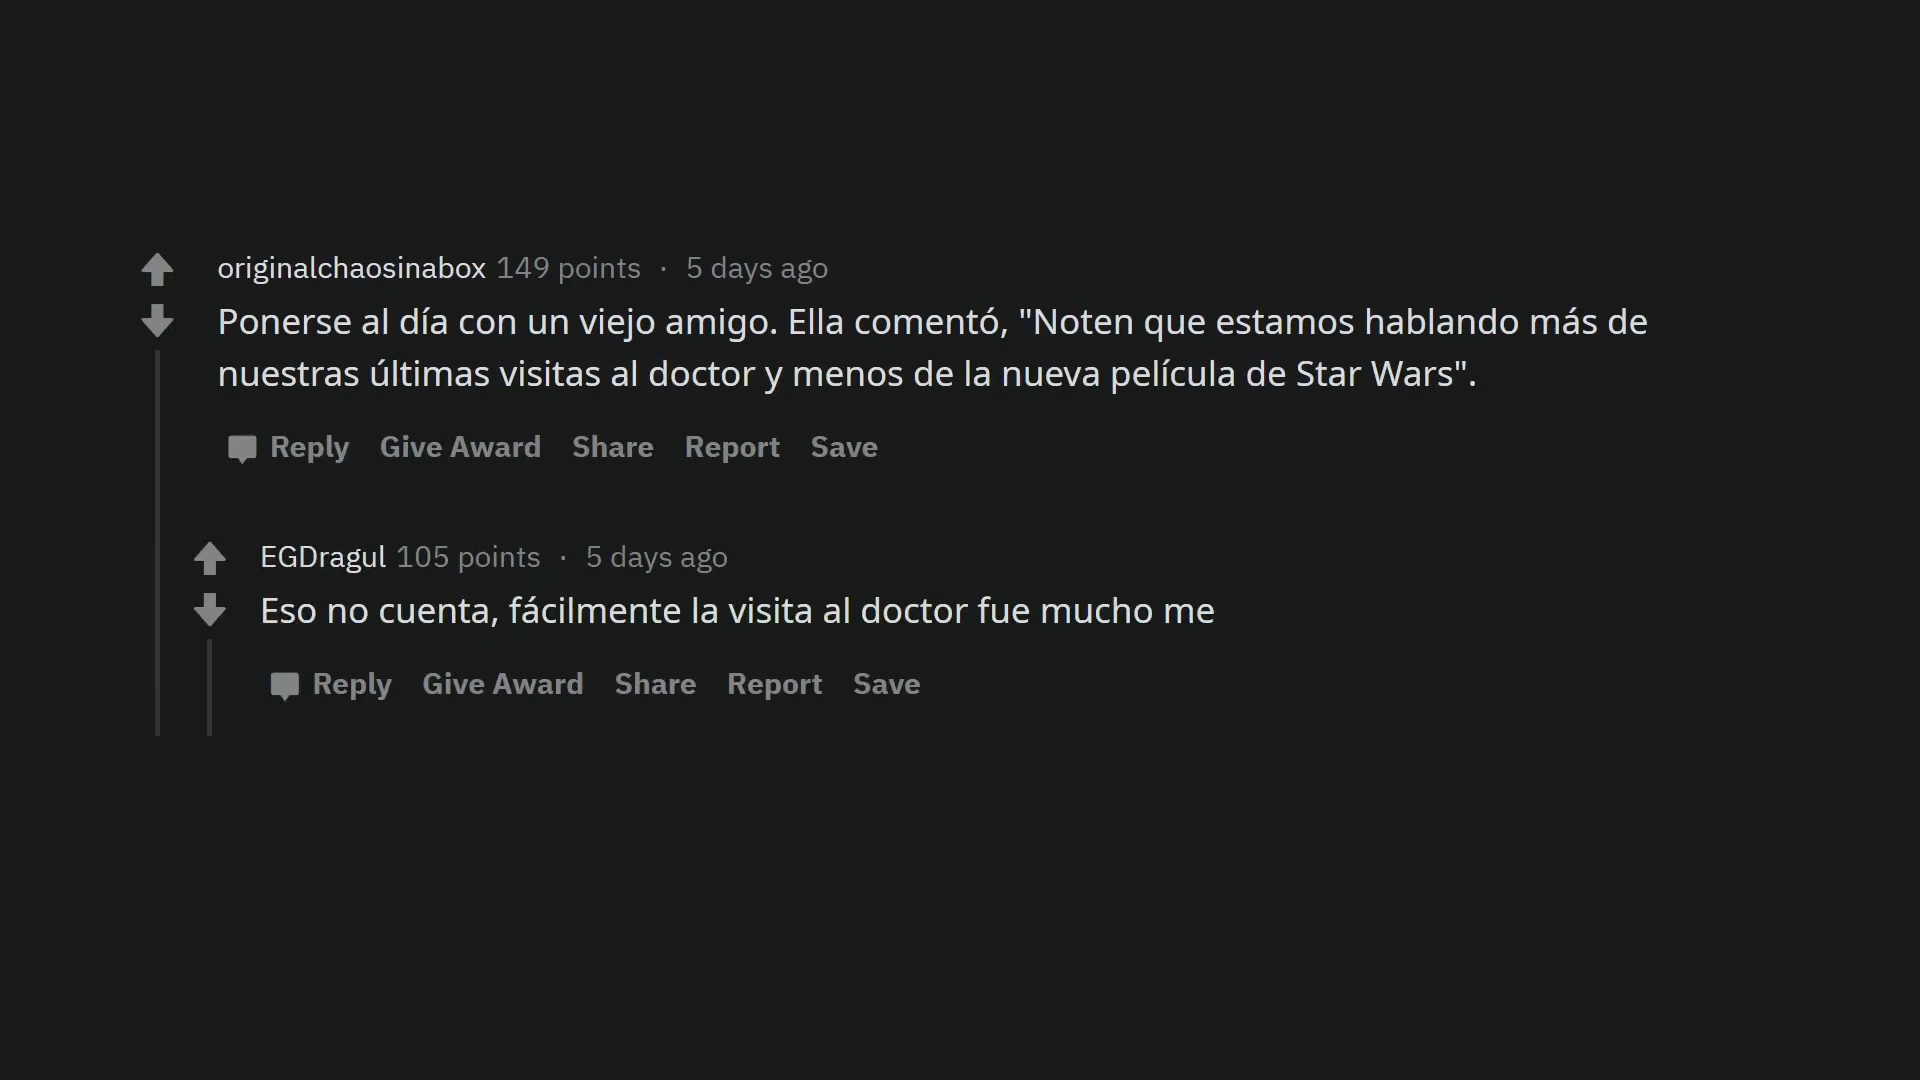 originalchaosinabox 149 points · 5 days ago
Ponerse al día con un viejo amigo. Ella comentó, "Noten que estamos hablando más de
nuestras últimas visitas al doctor y menos de la nueva película de Star Wars".
Reply Give Award Share Report Save
EGDragul 105 points · 5 days ago
Eso no cuenta, fácilmente la visita al doctor fue mucho me
Reply Give Award Share Report Save